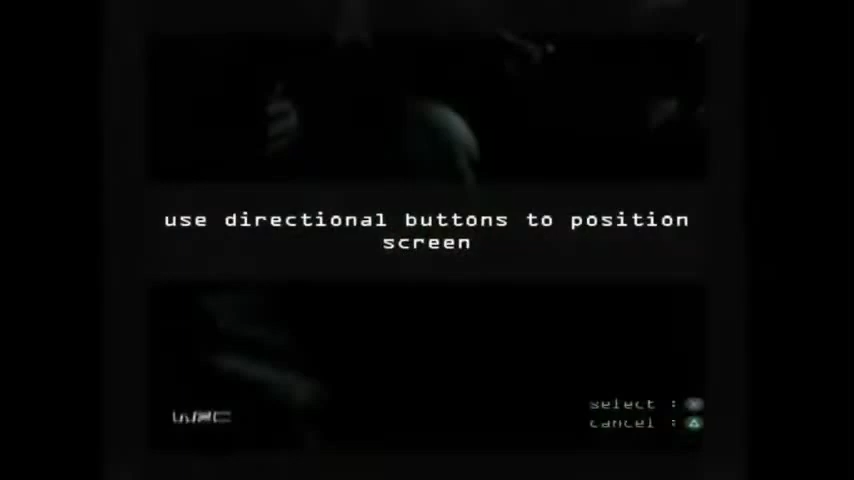 use directional buttons to position
screen
select :
cancel :
WRC